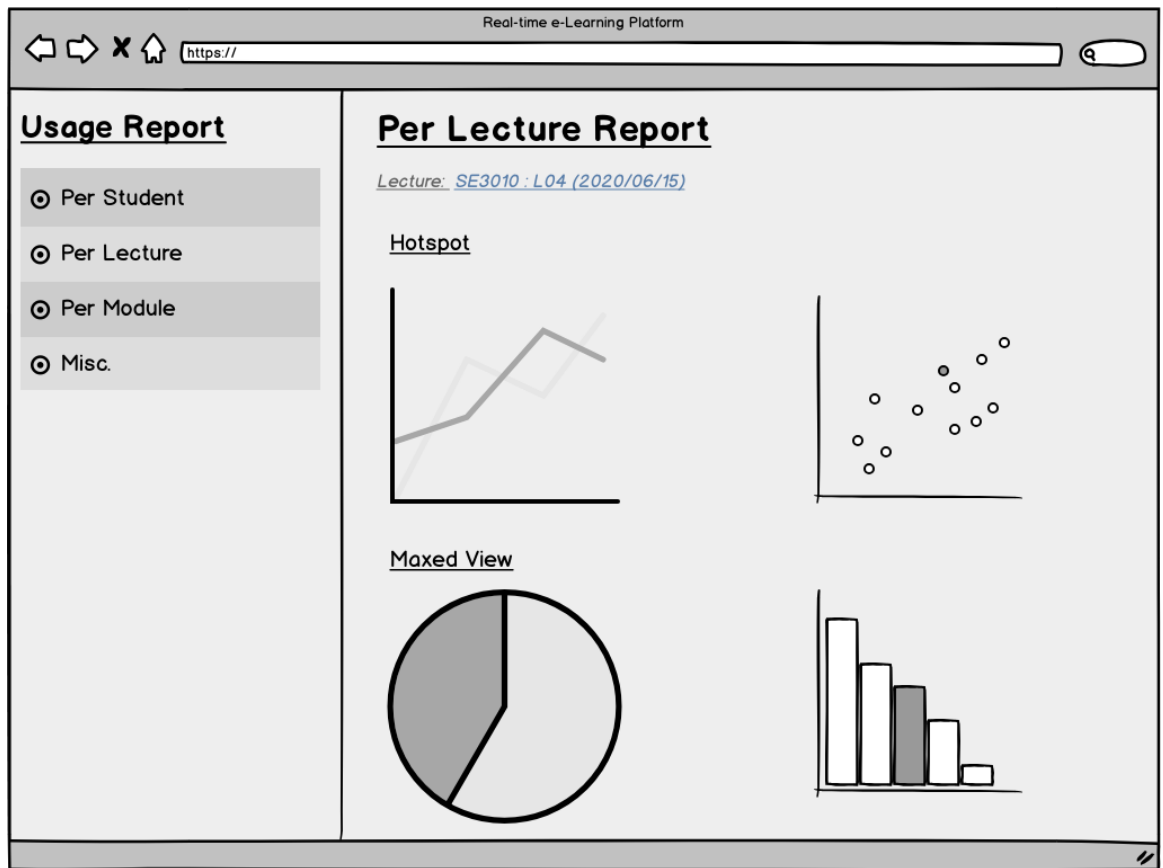 Real-time e-Learning Platform
https://
Usage Report
Per Student
Per Lecture
Per Module
Misc.
Per Lecture Report
Lecture: SE3010 : L04 (2020/06/15)
Hotspot
Maxed View